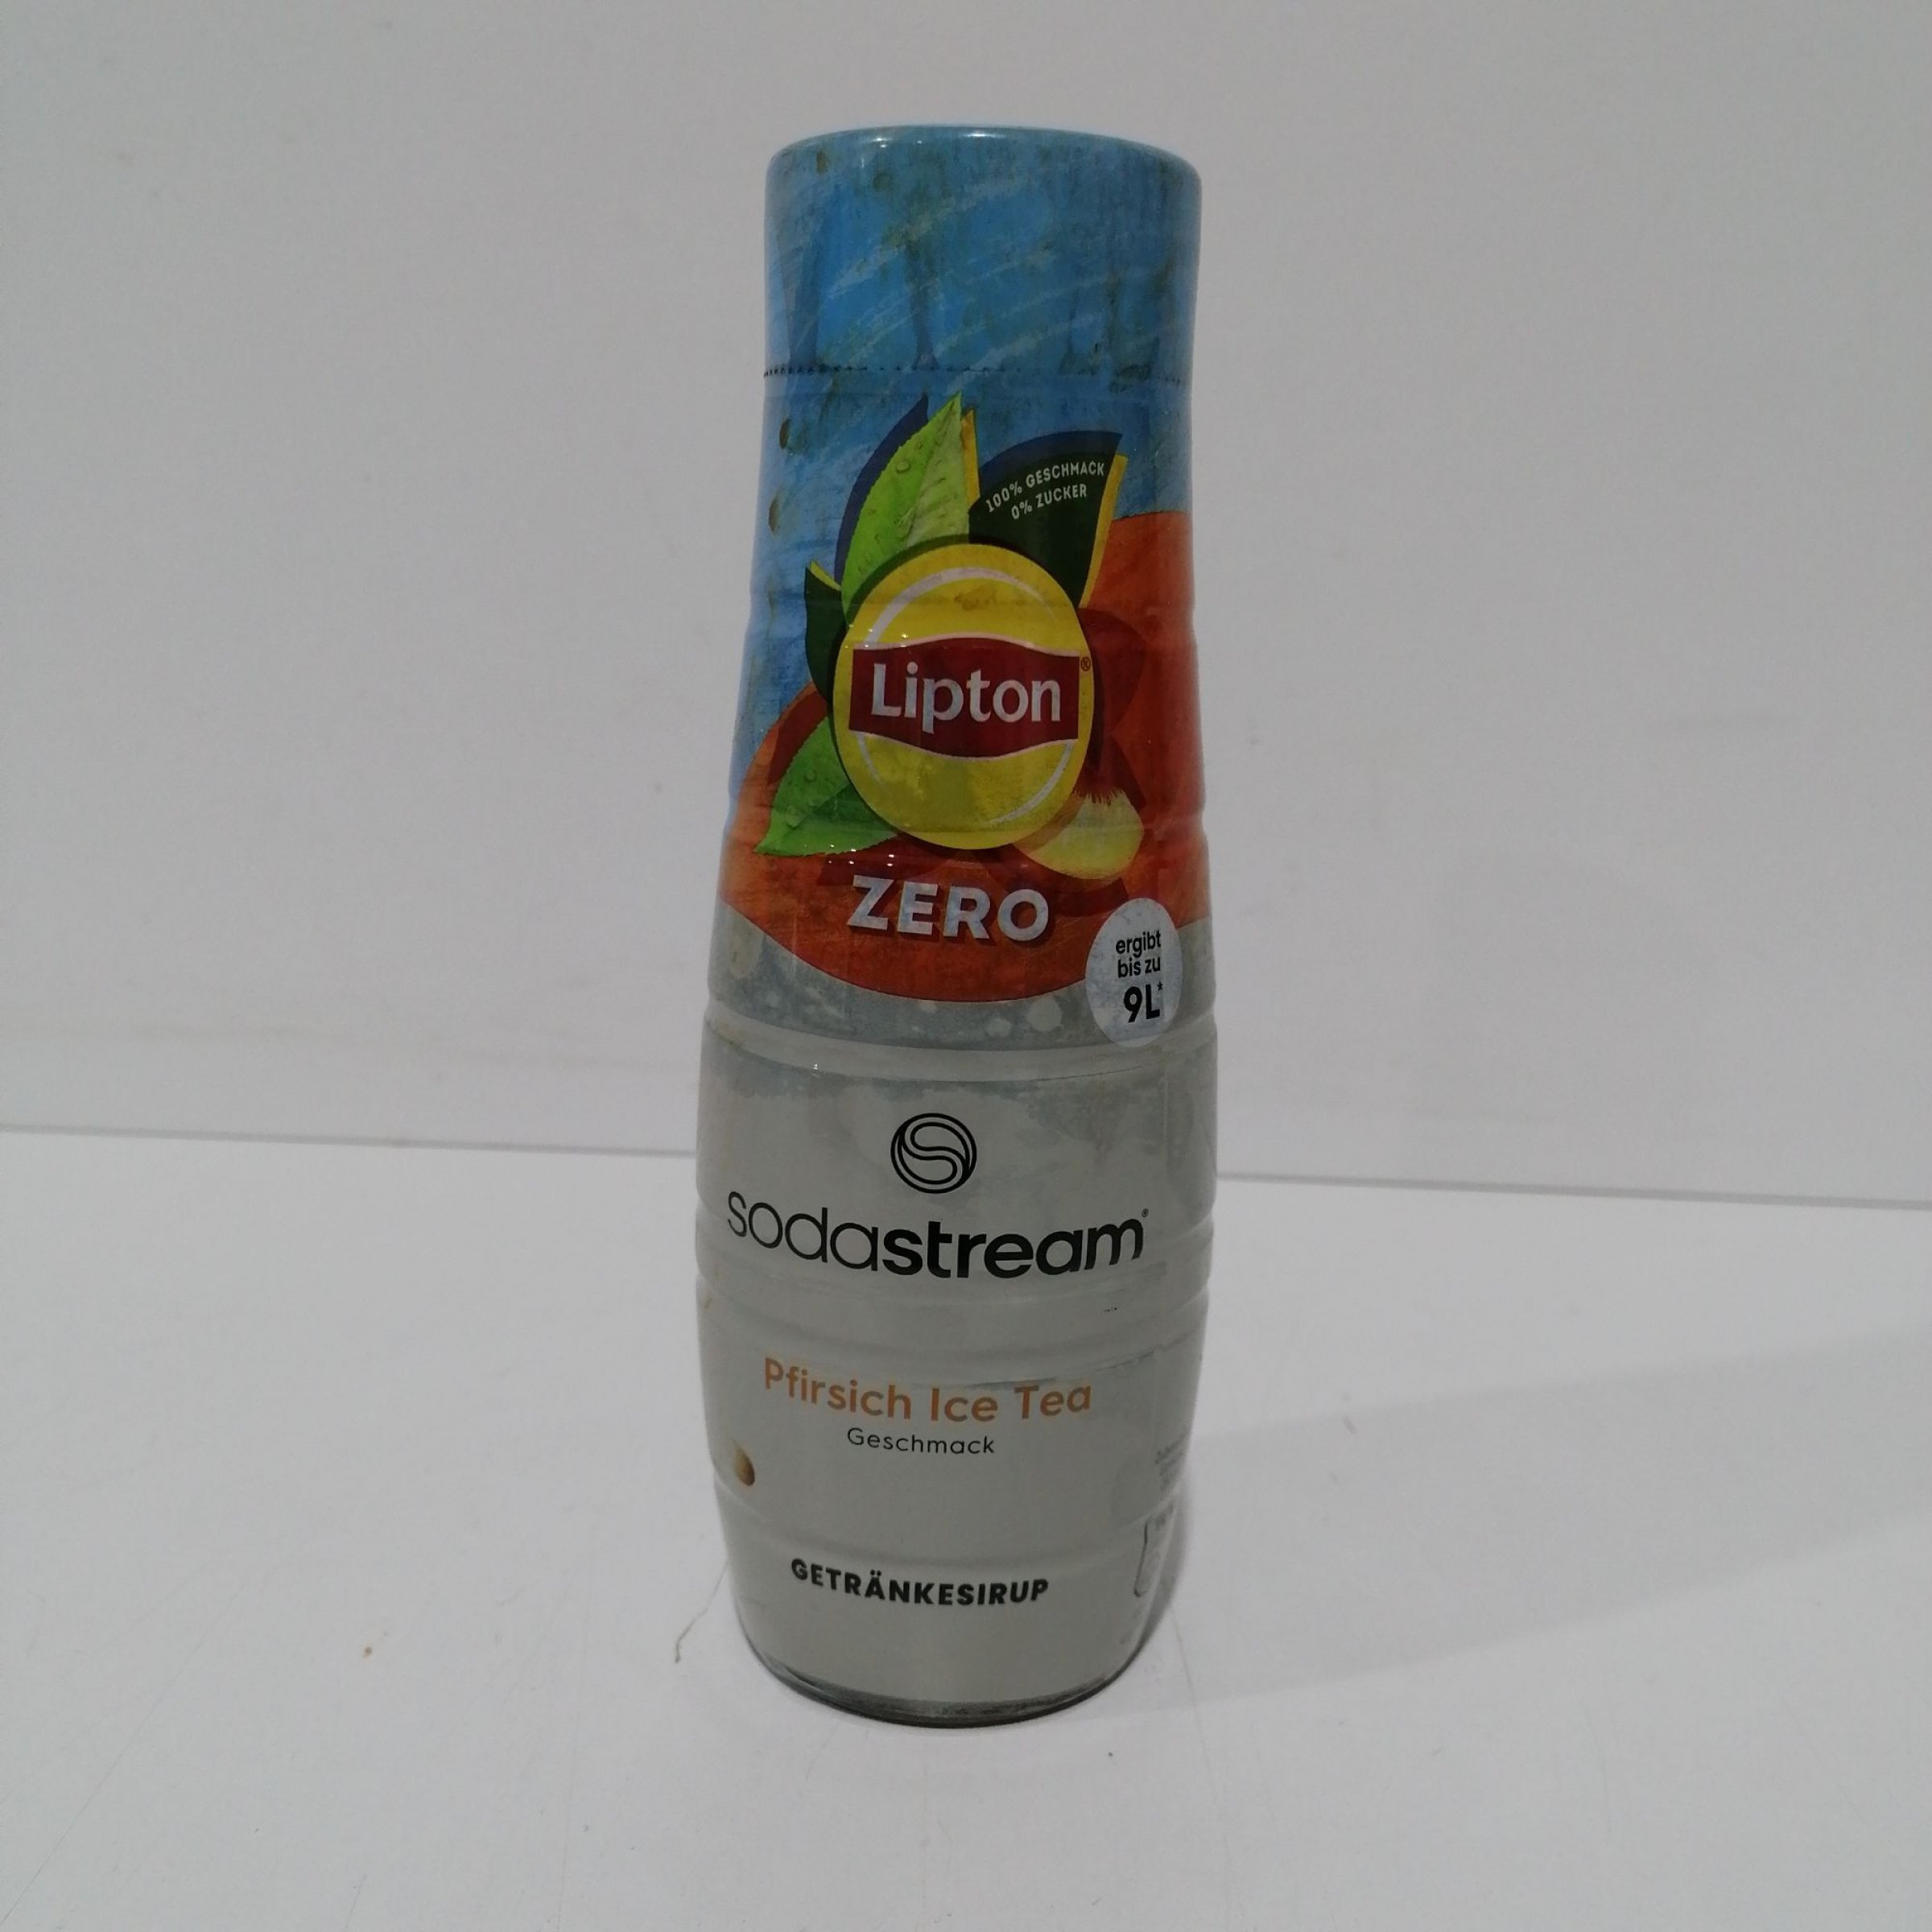 100% GESCHMACK
0% ZUCKER
Lipton®
ZERO
ergibt
bis zu
9L*
sodastream®
Pfirsich Ice Tea
Geschmack
GETRÄNKESIRUP